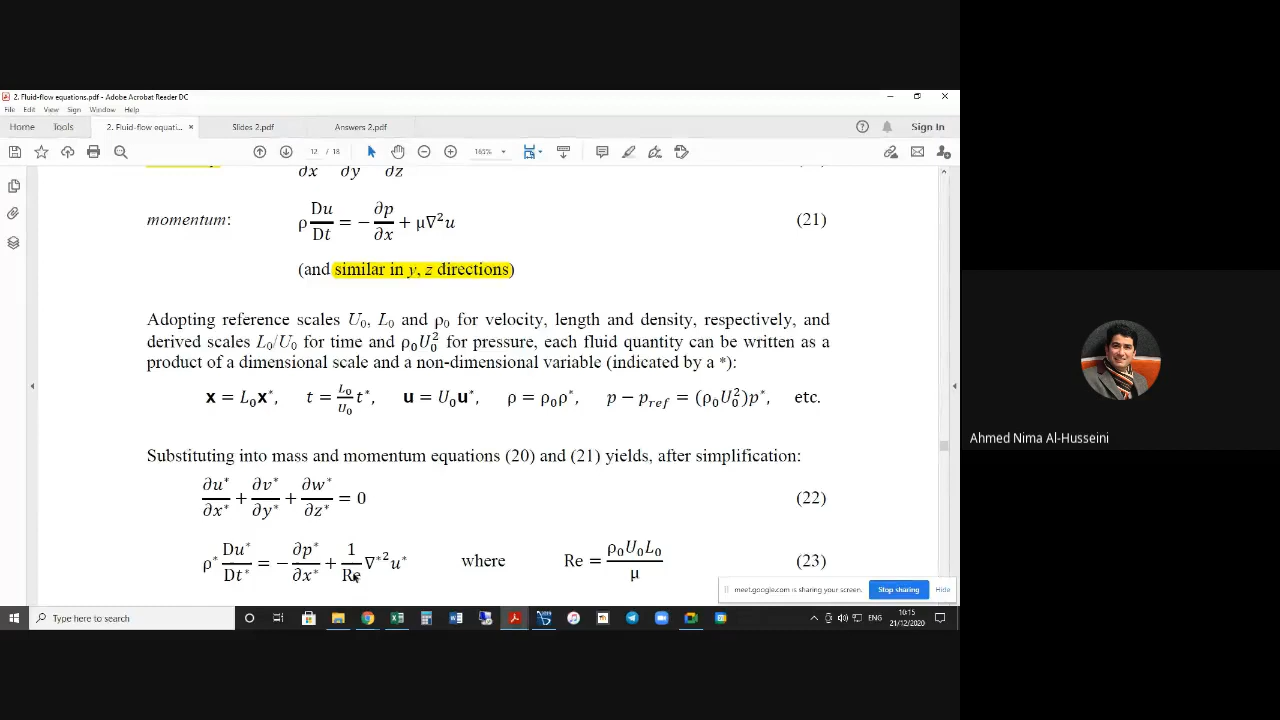 2. Fluid-flow equations.pdf - Adobe Acrobat Reader DC
File Edit View Sign Window Help
Home Tools 2. Fluid-flow equati... × Slides 2.pdf Answers 2.pdf Sign In
12 / 18 165%
∂x ∂y ∂z
momentum: ρ Du/Dt = −∂p/∂x + μ∇²u (21)
(and similar in y, z directions)
Adopting reference scales U₀, L₀ and ρ₀ for velocity, length and density, respectively, and
derived scales L₀/U₀ for time and ρ₀U₀² for pressure, each fluid quantity can be written as a
product of a dimensional scale and a non-dimensional variable (indicated by a *):
x = L₀x*, t = L₀/U₀ t*, u = U₀u*, ρ = ρ₀ρ*, p − p_ref = (ρ₀U₀²)p*, etc.
Substituting into mass and momentum equations (20) and (21) yields, after simplification:
∂u*/∂x* + ∂v*/∂y* + ∂w*/∂z* = 0 (22)
ρ* Du*/Dt* = −∂p*/∂x* + 1/Re ∇*²u* where Re = ρ₀U₀L₀/μ (23)
meet.google.com is sharing your screen. Stop sharing Hide
Type here to search
ENG
10:15
21/12/2020
Ahmed Nima Al-Husseini